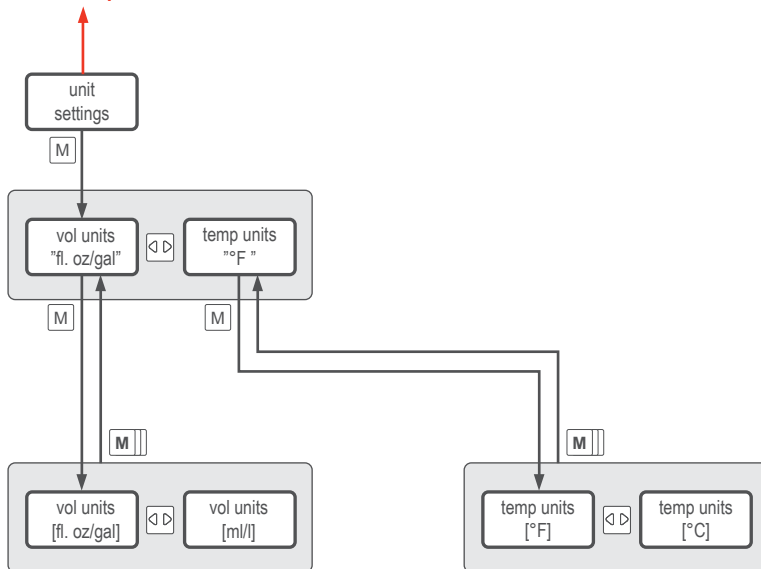 unit
settings
M
vol units
"fl. oz/gal"
temp units
"°F "
M
M
M
M
vol units
[fl. oz/gal]
vol units
[ml/l]
temp units
[°F]
temp units
[°C]